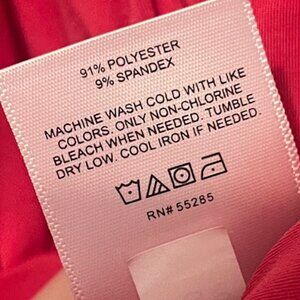 91% POLYESTER
9% SPANDEX
MACHINE WASH COLD WITH LIKE
COLORS. ONLY NON-CHLORINE
BLEACH WHEN NEEDED. TUMBLE
DRY LOW. COOL IRON IF NEEDED.
RN# 55285